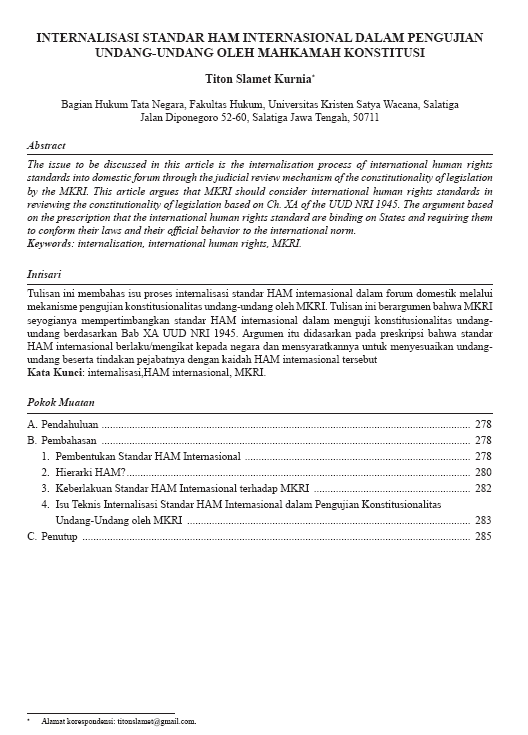 INTERNALISASI STANDAR HAM INTERNASIONAL DALAM PENGUJIAN
UNDANG-UNDANG OLEH MAHKAMAH KONSTITUSI
Titon Slamet Kurnia*
Bagian Hukum Tata Negara, Fakultas Hukum, Universitas Kristen Satya Wacana, Salatiga
Jalan Diponegoro 52-60, Salatiga Jawa Tengah, 50711
Abstract
The issue to be discussed in this article is the internalisation process of international human rights
standards into domestic forum through the judicial review mechanism of the constitutionality of legislation
by the MKRI. This article argues that MKRI should consider international human rights standards in
reviewing the constitutionality of legislation based on Ch. XA of the UUD NRI 1945. The argument based
on the prescription that the international human rights standard are binding on States and requiring them
to conform their laws and their official behavior to the international norm.
Keywords: internalisation, international human rights, MKRI.
Intisari
Tulisan ini membahas isu proses internalisasi standar HAM internasional dalam forum domestik melalui
mekanisme pengujian konstitusionalitas undang-undang oleh MKRI. Tulisan ini berargumen bahwa MKRI
seyogianya mempertimbangkan standar HAM internasional dalam menguji konstitusionalitas undang-
undang berdasarkan Bab XA UUD NRI 1945. Argumen itu didasarkan pada preskripsi bahwa standar
HAM internasional berlaku/mengikat kepada negara dan mensyaratkannya untuk menyesuaikan undang-
undang beserta tindakan pejabatnya dengan kaidah HAM internasional tersebut
Kata Kunci: internalisasi,HAM internasional, MKRI.
Pokok Muatan
A. Pendahuluan ........ 278
B. Pembahasan ........ 278
1. Pembentukan Standar HAM Internasional ........ 278
2. Hierarki HAM? ........ 280
3. Keberlakuan Standar HAM Internasional terhadap MKRI ........ 282
4. Isu Teknis Internalisasi Standar HAM Internasional dalam Pengujian Konstitusionalitas
Undang-Undang oleh MKRI ........ 283
C. Penutup ........ 285
* Alamat korespondensi: titonslamet@gmail.com.